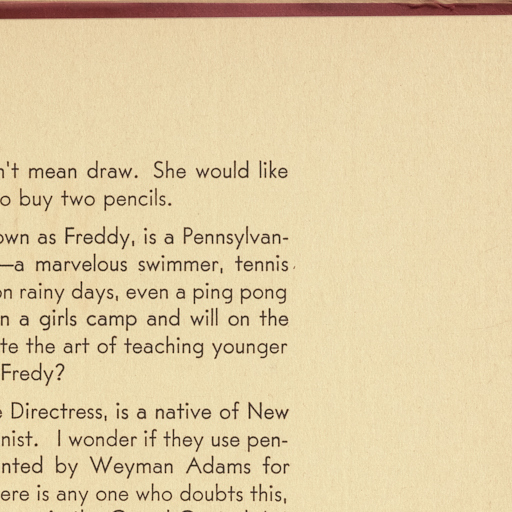 n't mean draw. She would like
o buy two pencils.
own as Freddy, is a Pennsylvan-
—a marvelous swimmer, tennis
on rainy days, even a ping pong
n a girls camp and will on the
te the art of teaching younger
Fredy?
e Directress, is a native of New
nist. I wonder if they use pen-
nted by Weyman Adams for
ere is any one who doubts this,